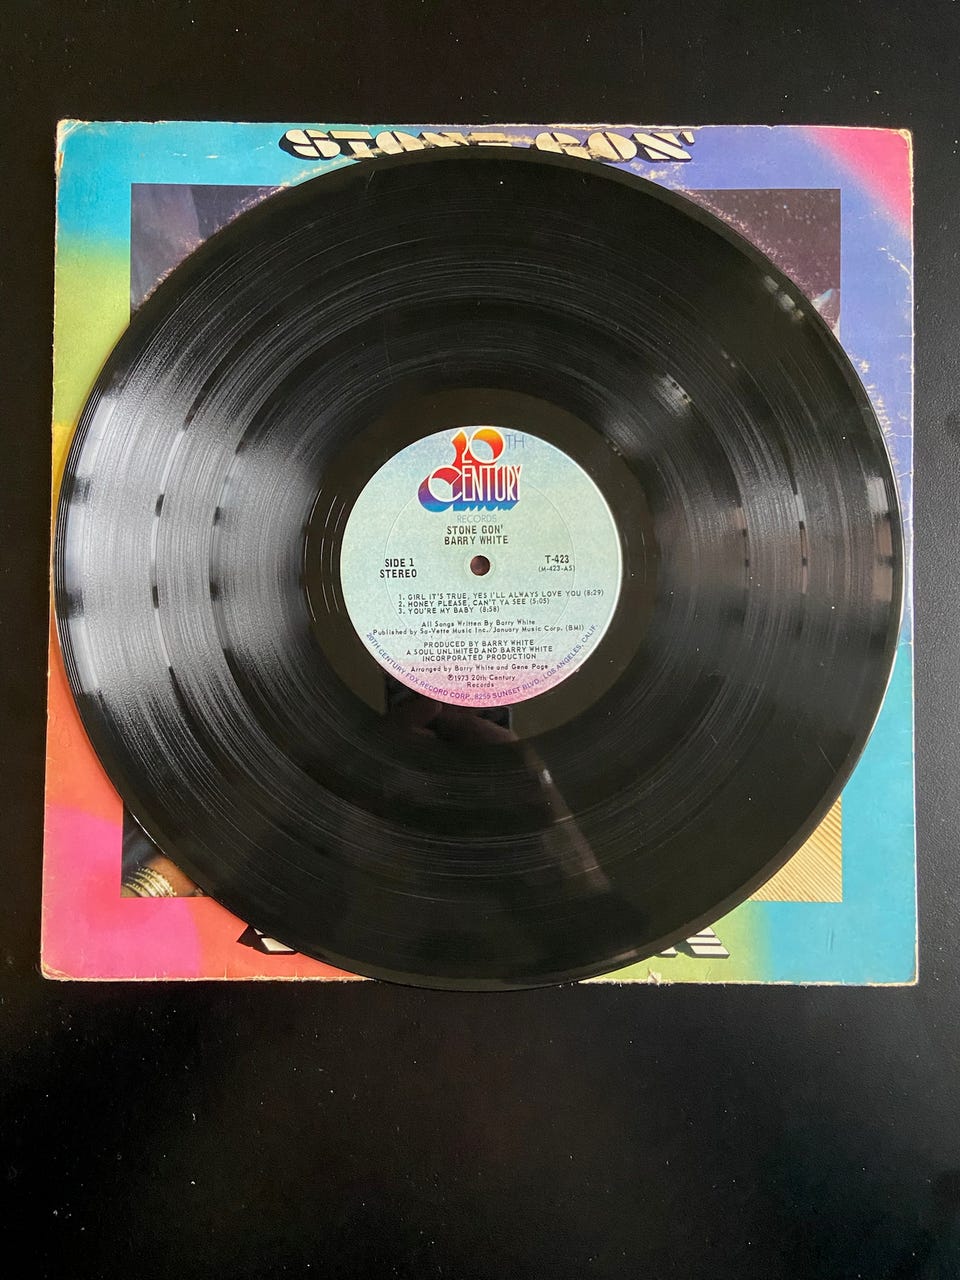 STONE GON'
20TH
CENTURY
RECORDS
STONE GON'
BARRY WHITE
SIDE 1
STEREO
T-423
(M-423-AS)
1. GIRL IT'S TRUE, YES I'LL ALWAYS LOVE YOU (8:29)
2. HONEY PLEASE, CAN'T YA SEE (5:05)
3. YOU'RE MY BABY (8:58)
All Songs Written By Barry White
Published by Sa-Vette Music Inc./January Music Corp. (BMI)
PRODUCED BY BARRY WHITE
A SOUL UNLIMITED AND BARRY WHITE
INCORPORATED PRODUCTION
Arranged by Barry White and Gene Page
℗1973 20th Century
Records
20TH CENTURY FOX RECORD CORP., 8255 SUNSET BLVD., LOS ANGELES, CALIF.